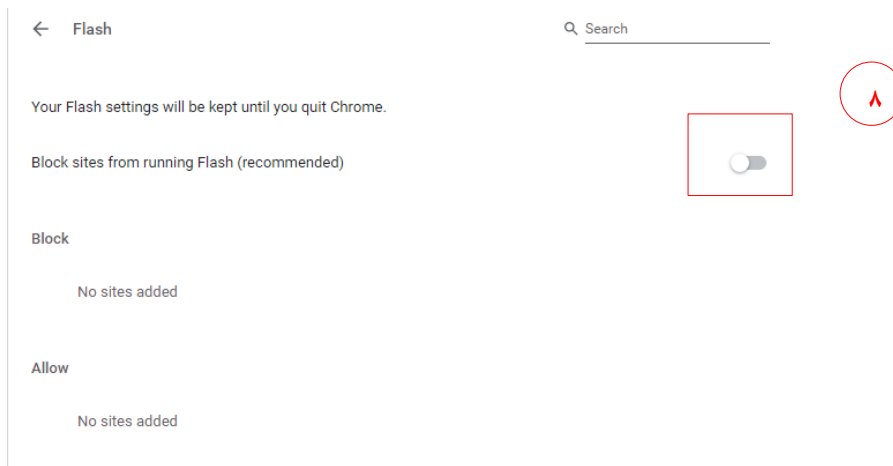 Flash
Search
۸
Your Flash settings will be kept until you quit Chrome.
Block sites from running Flash (recommended)
Block
No sites added
Allow
No sites added